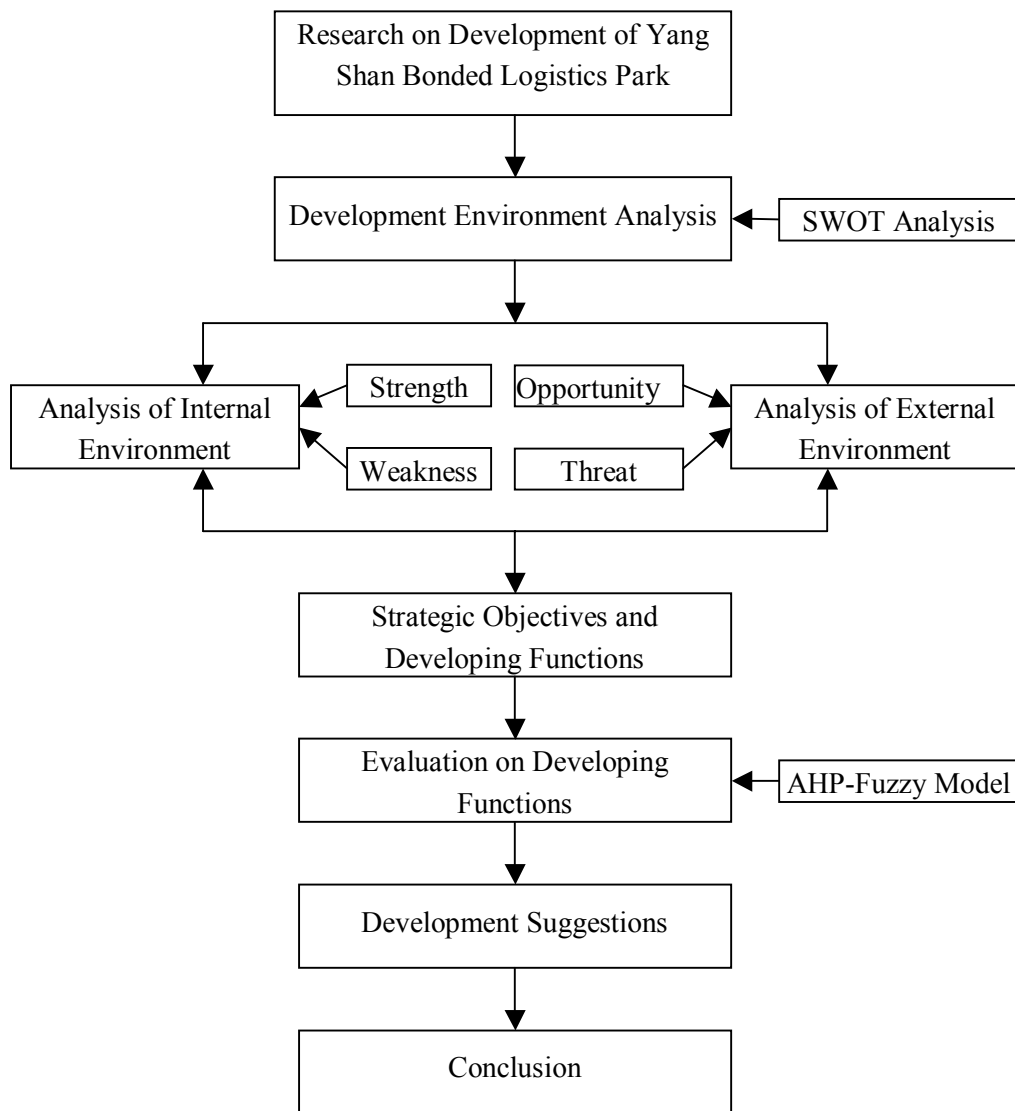 Research on Development of Yang
Shan Bonded Logistics Park
Development Environment Analysis
SWOT Analysis
Analysis of Internal
Environment
Strength
Weakness
Opportunity
Threat
Analysis of External
Environment
Strategic Objectives and
Developing Functions
Evaluation on Developing
Functions
AHP-Fuzzy Model
Development Suggestions
Conclusion